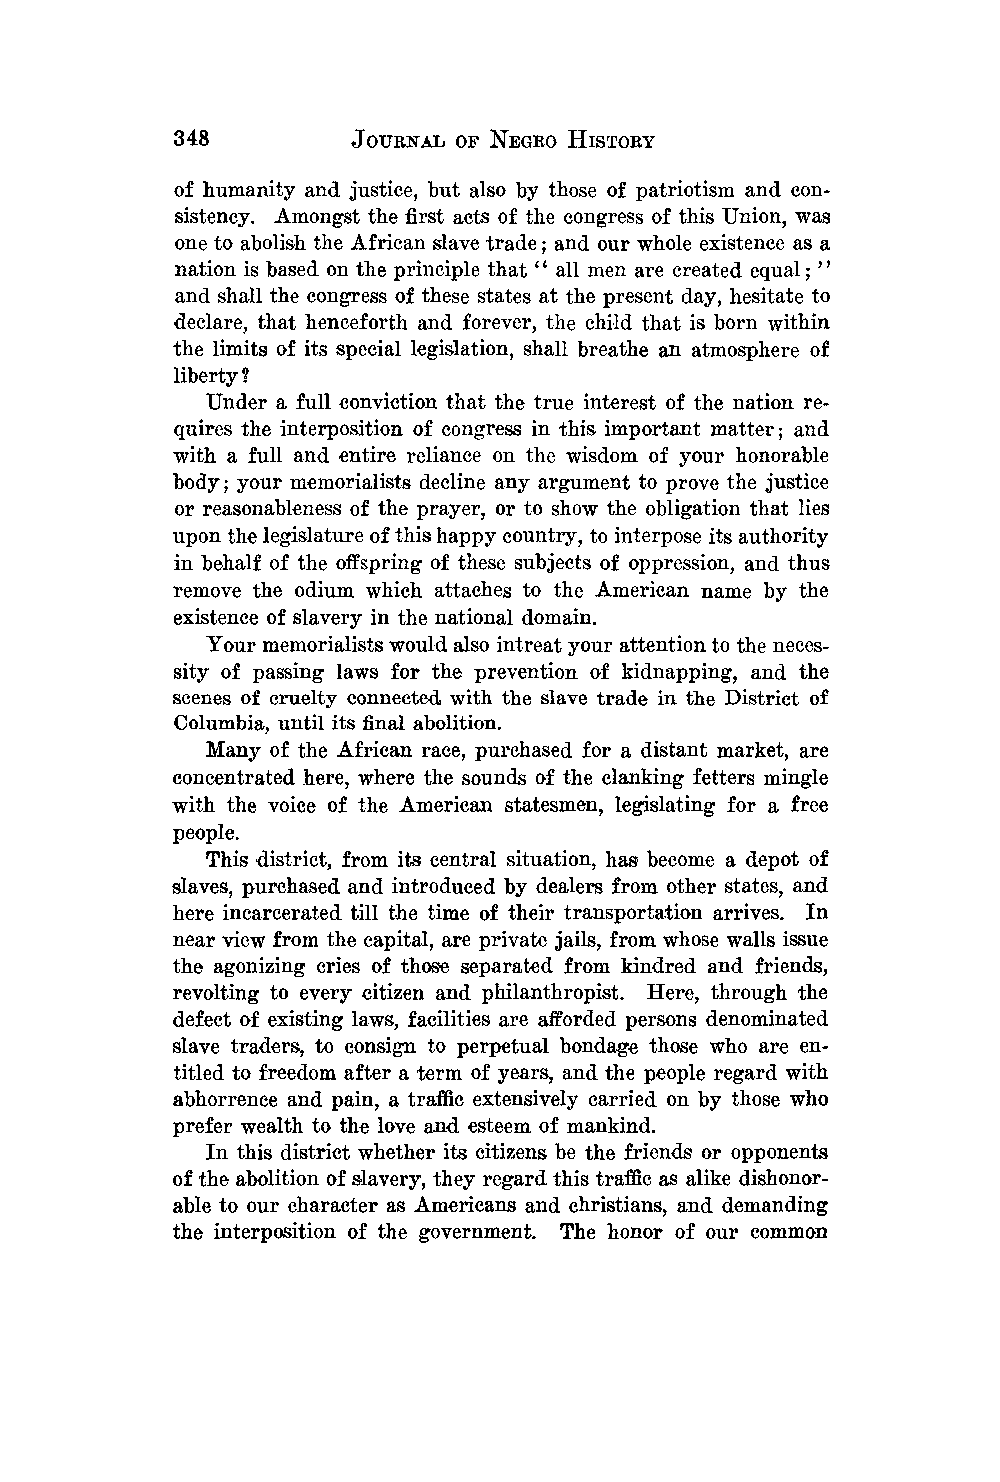 348 JOURNAL OF NEGRO HISTORY
of humanity and justice, but also by those of patriotism and con-
sistency. Amongst the first acts of the congress of this Union, was
one to abolish the African slave trade; and our whole existence as a
nation is based on the principle that “ all men are created equal; ”
and shall the congress of these states at the present day, hesitate to
declare, that henceforth and forever, the child that is born within
the limits of its special legislation, shall breathe an atmosphere of
liberty?
Under a full conviction that the true interest of the nation re-
quires the interposition of congress in this important matter; and
with a full and entire reliance on the wisdom of your honorable
body; your memorialists decline any argument to prove the justice
or reasonableness of the prayer, or to show the obligation that lies
upon the legislature of this happy country, to interpose its authority
in behalf of the offspring of these subjects of oppression, and thus
remove the odium which attaches to the American name by the
existence of slavery in the national domain.
Your memorialists would also intreat your attention to the neces-
sity of passing laws for the prevention of kidnapping, and the
scenes of cruelty connected with the slave trade in the District of
Columbia, until its final abolition.
Many of the African race, purchased for a distant market, are
concentrated here, where the sounds of the clanking fetters mingle
with the voice of the American statesmen, legislating for a free
people.
This district, from its central situation, has become a depot of
slaves, purchased and introduced by dealers from other states, and
here incarcerated till the time of their transportation arrives. In
near view from the capital, are private jails, from whose walls issue
the agonizing cries of those separated from kindred and friends,
revolting to every citizen and philanthropist. Here, through the
defect of existing laws, facilities are afforded persons denominated
slave traders, to consign to perpetual bondage those who are en-
titled to freedom after a term of years, and the people regard with
abhorrence and pain, a traffic extensively carried on by those who
prefer wealth to the love and esteem of mankind.
In this district whether its citizens be the friends or opponents
of the abolition of slavery, they regard this traffic as alike dishonor-
able to our character as Americans and christians, and demanding
the interposition of the government. The honor of our common